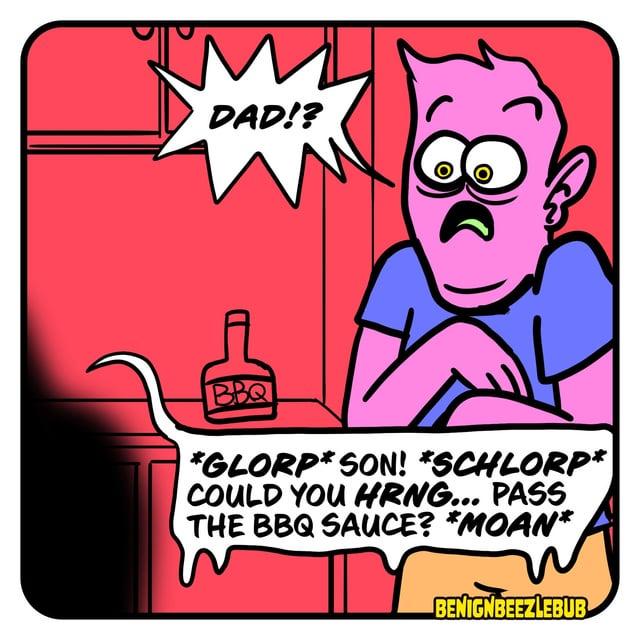 DAD!?
BBQ
*GLORP* SON! *SCHLORP*
COULD YOU HRNG... PASS
THE BBQ SAUCE? *MOAN*
BENIGNBEEZLEBUB